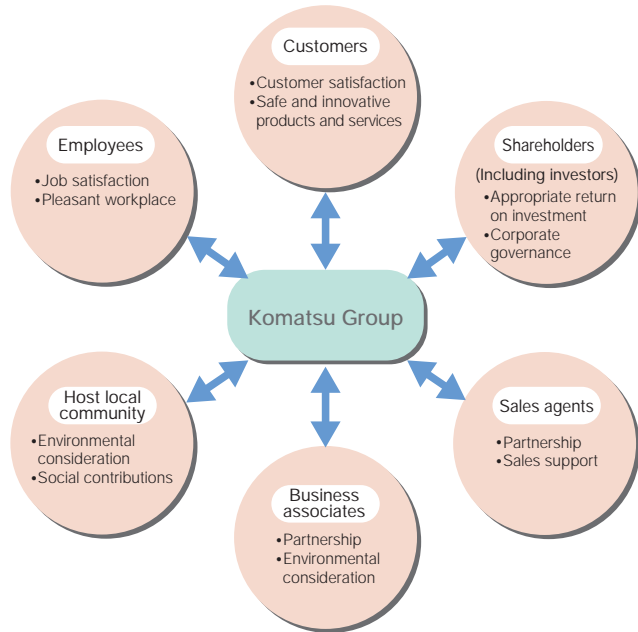 Customers
•Customer satisfaction
•Safe and innovative
products and services
Employees
•Job satisfaction
•Pleasant workplace
Shareholders
(Including investors)
•Appropriate return
on investment
•Corporate
governance
Komatsu Group
Host local
community
•Environmental
consideration
•Social contributions
Sales agents
•Partnership
•Sales support
Business
associates
•Partnership
•Environmental
consideration